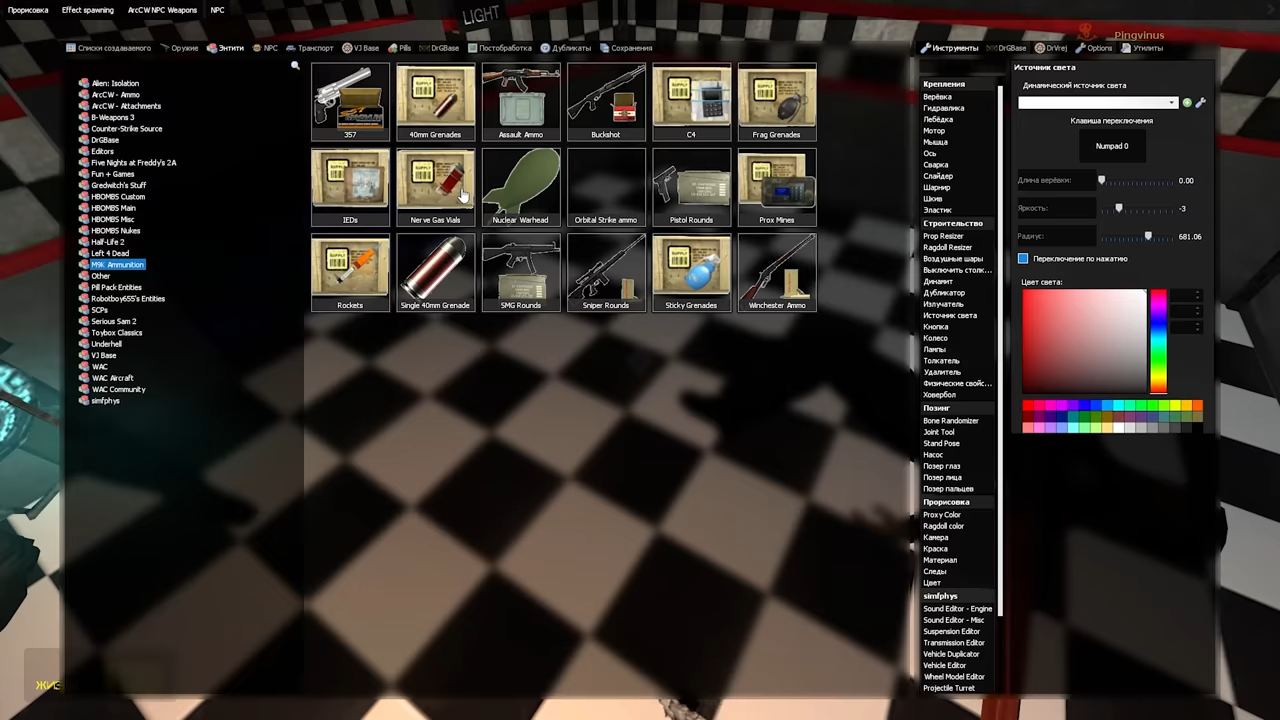 Прорисовка Effect spawning ArcCW NPC Weapons NPC
LIGHT
Pingvinus
Списки создаваемого Оружие Энтити NPC Транспорт VJ Base Pills DrGBase Постобработка Дубликаты Сохранения
Инструменты DrGBase DrVrej Options Утилиты
Alien: Isolation
ArcCW - Ammo
ArcCW - Attachments
B-Weapons 3
Counter-Strike Source
DrGBase
Editors
Five Nights at Freddy's 2A
Fun + Games
Gredwitch's Stuff
HBOMBS Custom
HBOMBS Main
HBOMBS Misc
HBOMBS Nukes
Half-Life 2
Left 4 Dead
M9K Ammunition
Other
Pill Pack Entities
Robotboy655's Entities
SCPs
Serious Sam 2
Toybox Classics
Underhell
VJ Base
WAC
WAC Aircraft
WAC Community
simfphys
357 40mm Grenades Assault Ammo Buckshot C4 Frag Grenades
IEDs Nerve Gas Vials Nuclear Warhead Orbital Strike ammo Pistol Rounds Prox Mines
Rockets Single 40mm Grenade SMG Rounds Sniper Rounds Sticky Grenades Winchester Ammo
Крепления
Верёвка
Гидравлика
Лебёдка
Мотор
Мышца
Ось
Сварка
Слайдер
Шарнир
Шкив
Эластик
Строительство
Prop Resizer
Ragdoll Resizer
Воздушные шары
Выключить столк...
Динамит
Дубликатор
Излучатель
Источник света
Кнопка
Колесо
Лампы
Толкатель
Удалитель
Физические свойс...
Ховербол
Позинг
Bone Randomizer
Joint Tool
Stand Pose
Насос
Позер глаз
Позер лица
Позер пальцев
Прорисовка
Proxy Color
Ragdoll color
Камера
Краска
Материал
Следы
Цвет
simfphys
Sound Editor - Engine
Sound Editor - Misc
Suspension Editor
Transmission Editor
Vehicle Duplicator
Vehicle Editor
Wheel Model Editor
Projectile Turret
Источник света
Динамический источник света
Клавиша переключения
Numpad 0
Длина верёвки: 0.00
Яркость: -3
Радиус: 681.06
Переключение по нажатию
Цвет света: